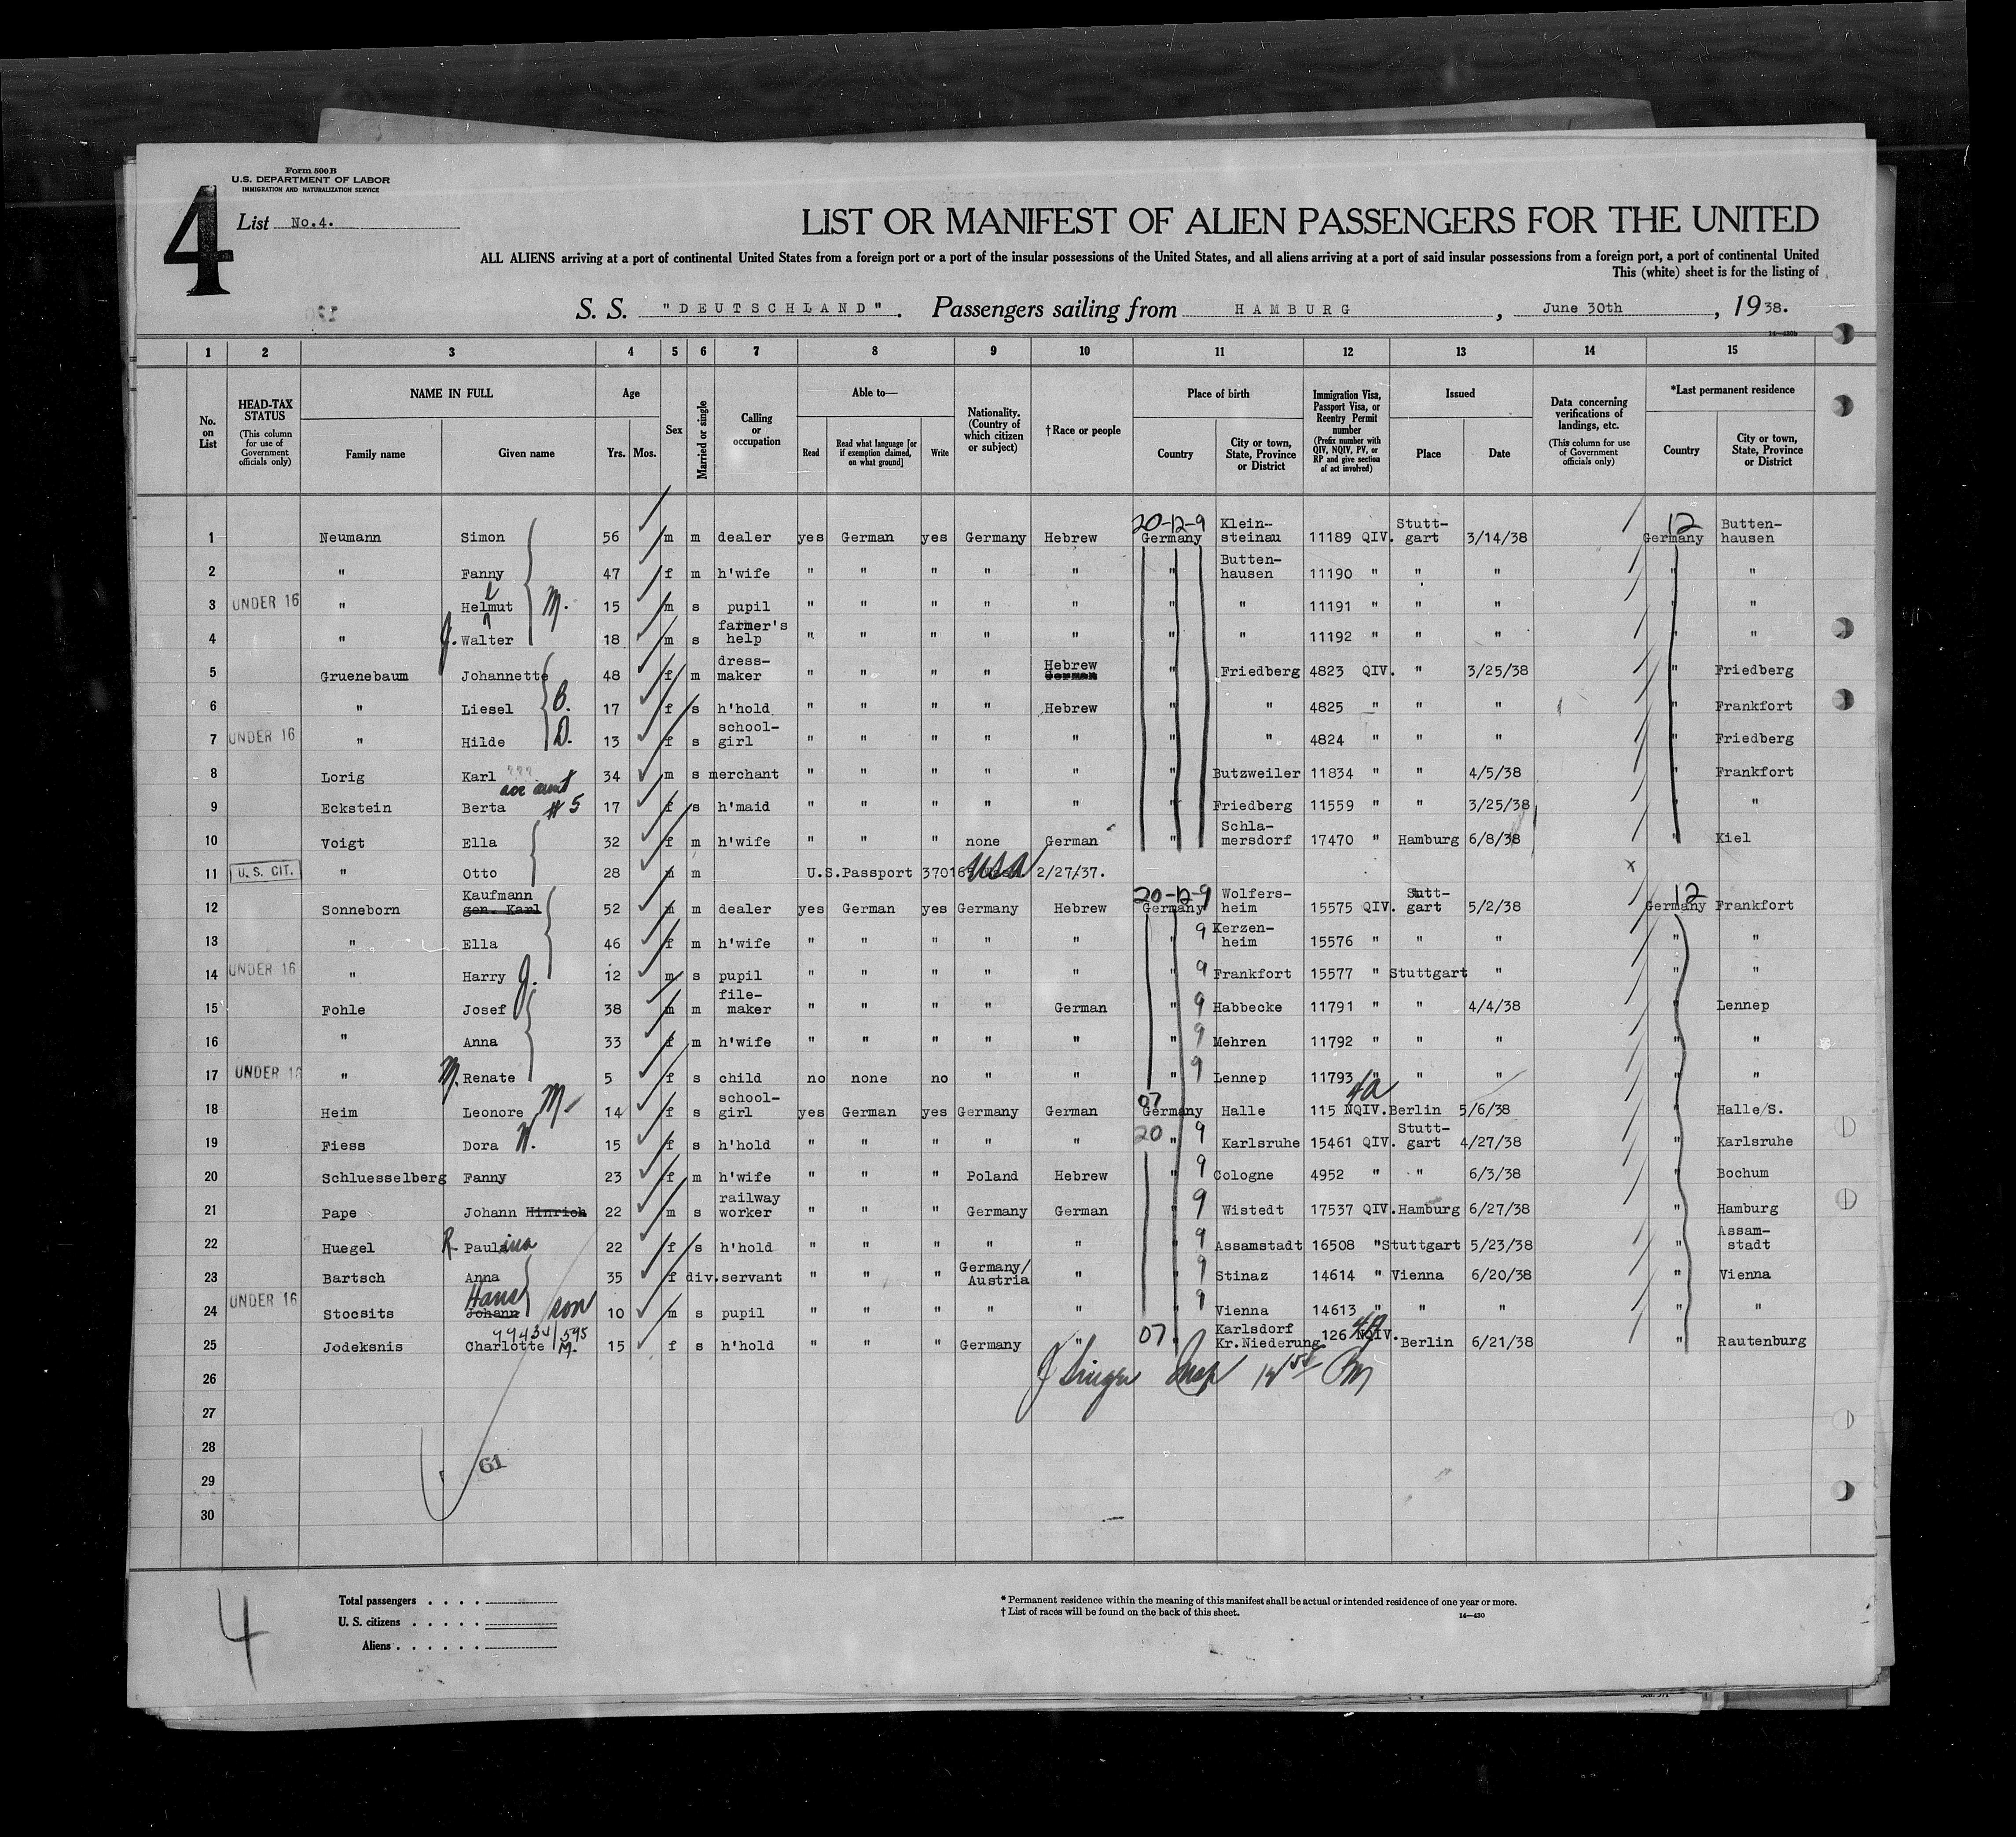 Form 500 B
U.S. DEPARTMENT OF LABOR
IMMIGRATION AND NATURALIZATION SERVICE
4
List No.4.
LIST OR MANIFEST OF ALIEN PASSENGERS FOR THE UNITED
ALL ALIENS arriving at a port of continental United States from a foreign port or a port of the insular possessions of the United States, and all aliens arriving at a port of said insular possessions from a foreign port, a port of continental United
This (white) sheet is for the listing of
S. S. "DEUTSCHLAND". Passengers sailing from HAMBURG, June 30th, 1938.
14—430b
1 2 3 4 5 6 7 8 9 10 11 12 13 14 15
No. on List
HEAD-TAX STATUS (This column for use of Government officials only)
NAME IN FULL
Family name Given name
Age
Yrs. Mos.
Sex
Married or single
Calling or occupation
Able to—
Read Read what language [or if exemption claimed, on what ground] Write
Nationality. (Country of which citizen or subject)
†Race or people
Place of birth
Country City or town, State, Province or District
Immigration Visa, Passport Visa, or Reentry Permit number (Prefix number with QIV, NQIV, PV, or RP and give section of act involved)
Issued
Place Date
Data concerning verifications of landings, etc. (This column for use of Government officials only)
*Last permanent residence
Country City or town, State, Province or District
1 Neumann Simon 56 m m dealer yes German yes Germany Hebrew 20-12-9 Germany Klein-steinau 11189 QIV. Stutt-gart 3/14/38 12 Germany Butten-hausen
2 " Fanny 47 f m h'wife " " " " " " Butten-hausen 11190 " " " " "
3 UNDER 16 " Helmut l M. 15 m s pupil " " " " " " " 11191 " " " " "
4 " J. Walter 18 m s farmer's help " " " " " " " 11192 " " " " "
5 Gruenebaum Johannette 48 f m dress-maker " " " " Hebrew German " Friedberg 4823 QIV. " 3/25/38 " Friedberg
6 " Liesel B. 17 f s h'hold " " " " Hebrew " " 4825 " " " " Frankfort
7 UNDER 16 " Hilde D. 13 f s school-girl " " " " " " " 4824 " " " " Friedberg
8 Lorig Karl 34 m s merchant " " " " " " Butzweiler 11834 " " 4/5/38 " Frankfort
9 Eckstein Berta acc aunt #5 17 f s h'maid " " " " " " Friedberg 11559 " " 3/25/38 " "
10 Voigt Ella 32 f m h'wife " " " none German " Schla-mersdorf 17470 " Hamburg 6/8/38 " Kiel
11 U. S. CIT. " Otto 28 m m U.S.Passport 370165 USA 2/27/37. x
12 Sonneborn Kaufmann gen. Karl 52 m m dealer yes German yes Germany Hebrew 20-12-9 Germany Wolfers-heim 15575 QIV. Stutt-gart 5/2/38 12 Germany Frankfort
13 " Ella 46 f m h'wife " " " " " " 9 Kerzen-heim 15576 " " " " "
14 UNDER 16 " Harry J. 12 m s pupil " " " " " " 9 Frankfort 15577 " Stuttgart " " "
15 Fohle Josef 38 m m file-maker " " " " German " 9 Habbecke 11791 " " 4/4/38 " Lennep
16 " Anna 33 f m h'wife " " " " " " 9 Mehren 11792 " " " " "
17 UNDER 16 " M. Renate 5 f s child no none no " " " 9 Lennep 11793 " " " " "
18 Heim Leonore M. 14 f s school-girl yes German yes Germany German 07 Germany Halle 115 NQIV. 4a Berlin 5/6/38 " Halle/S.
19 Fiess Dora W. 15 f s h'hold " " " " " 20 " 9 Karlsruhe 15461 QIV. Stutt-gart 4/27/38 " Karlsruhe
20 Schluesselberg Fanny 23 f m h'wife " " " Poland Hebrew " 9 Cologne 4952 " " 6/3/38 " Bochum
21 Pape Johann Hinrich 22 m s railway worker " " " Germany German " 9 Wistedt 17537 QIV. Hamburg 6/27/38 " Hamburg
22 Huegel R. Paulina 22 f s h'hold " " " " " " 9 Assamstadt 16508 " Stuttgart 5/23/38 " Assam-stadt
23 Bartsch Anna 35 f div. servant " " " Germany/Austria " " 9 Stinaz 14614 " Vienna 6/20/38 " Vienna
24 UNDER 16 Stocsits Hans Johann son 10 m s pupil " " " " " " 9 Vienna 14613 " " " " "
25 Jodeksnis Charlotte M. 15 f s h'hold " " " Germany " 07 " Karlsdorf Kr.Niederung 126 NQIV. 4a Berlin 6/21/38 " Rautenburg
26 J Singer Insp
27
28
29 61
30
4
Total passengers
U. S. citizens
Aliens
* Permanent residence within the meaning of this manifest shall be actual or intended residence of one year or more.
† List of races will be found on the back of this sheet.
14—430